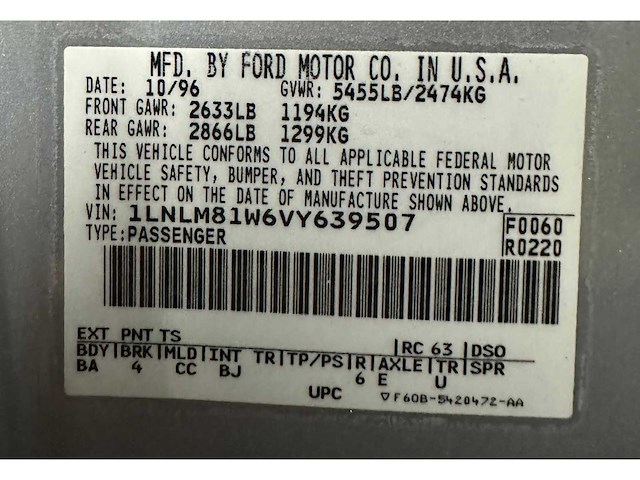 MFD. BY FORD MOTOR CO. IN U.S.A.
DATE: 10/96 GVWR: 5455LB/2474KG
FRONT GAWR: 2633LB 1194KG
REAR GAWR: 2866LB 1299KG
THIS VEHICLE CONFORMS TO ALL APPLICABLE FEDERAL MOTOR
VEHICLE SAFETY, BUMPER, AND THEFT PREVENTION STANDARDS
IN EFFECT ON THE DATE OF MANUFACTURE SHOWN ABOVE.
VIN: 1LNLM81W6VY639507 F0060
TYPE: PASSENGER R0220
EXT PNT TS RC 63 DSO
BDY BRK MLD INT TR TP/PS R AXLE TR SPR
BA 4 CC BJ 6 E U
UPC ▽F60B-5420472-AA